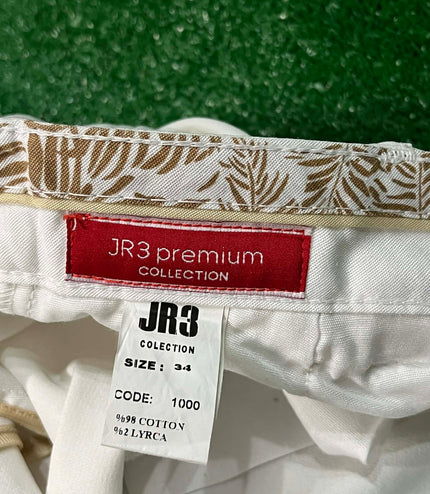 JR3 premium
COLLECTION
JR3
COLECTION
SIZE: 34
CODE: 1000
%98 COTTON
%2 LYRCA